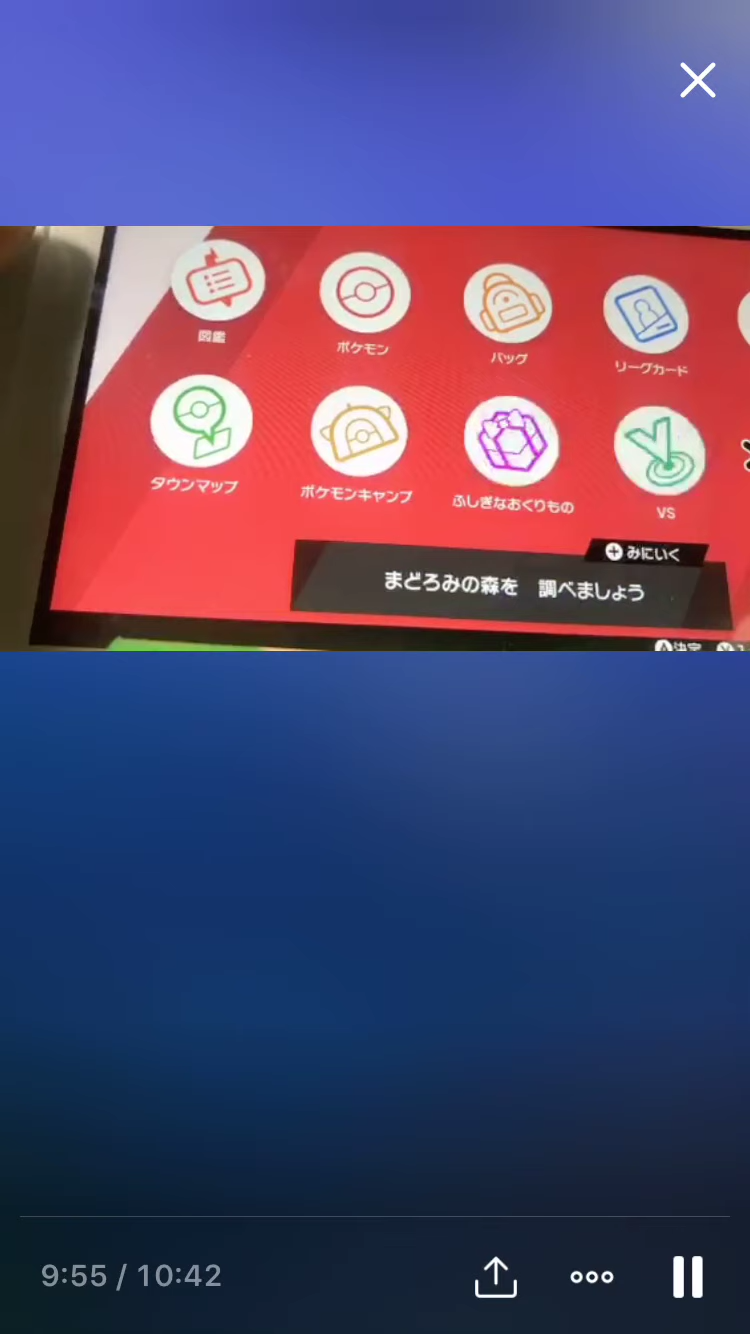 図鑑
ポケモン
バッグ
リーグカード
タウンマップ
ポケモンキャンプ
ふしぎなおくりもの
VS
みにいく
まどろみの森を 調べましょう
決定
9:55 / 10:42